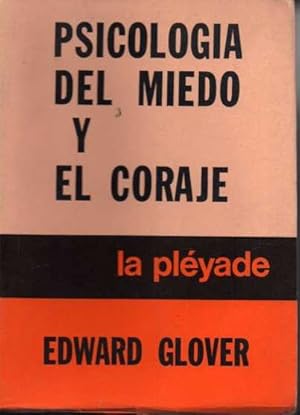 PSICOLOGIA
DEL MIEDO
Y
EL CORAJE
la pléyade
EDWARD GLOVER